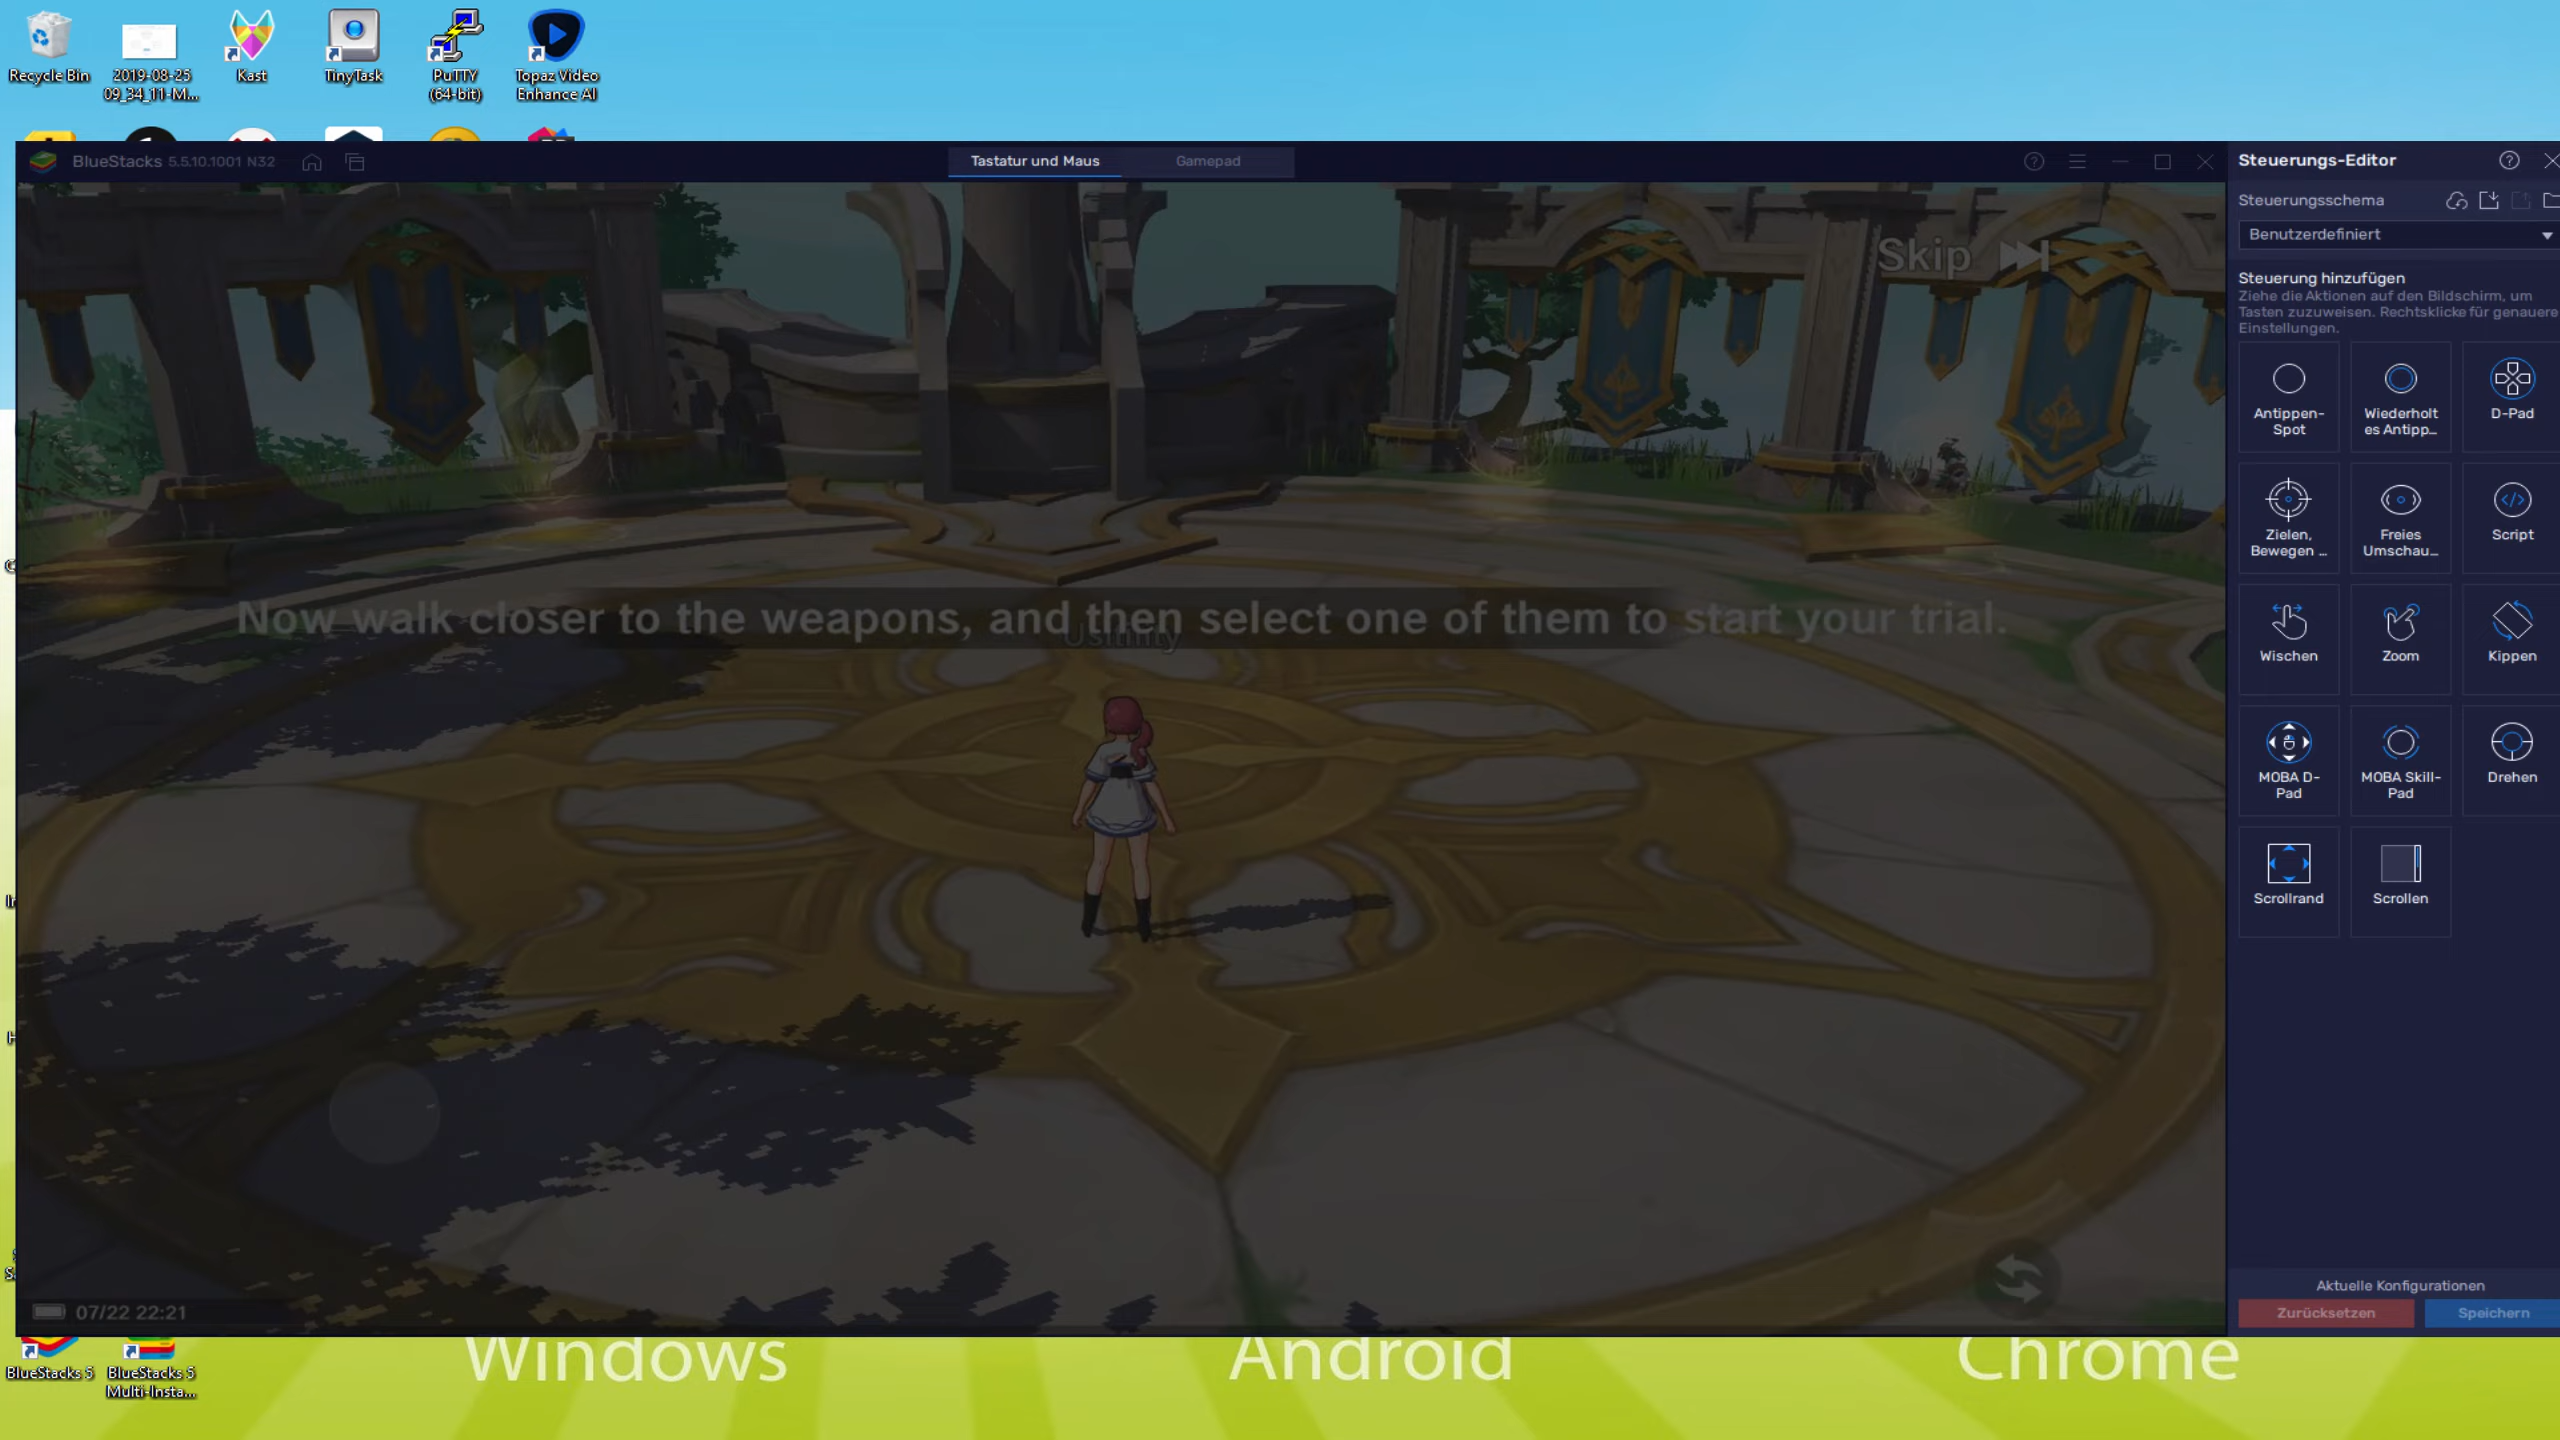 Recycle Bin
2019-08-25
09_34_11-M...
Kast
TinyTask
PuTTY
(64-bit)
Topaz Video
Enhance AI
BlueStacks 5.5.10.1001 N32
Tastatur und Maus
Gamepad
Skip
Now walk closer to the weapons, and then select one of them to start your trial.
07/22 22:21
Steuerungs-Editor
Steuerungsschema
Benutzerdefiniert
Steuerung hinzufügen
Ziehe die Aktionen auf den Bildschirm, um
Tasten zuzuweisen. Rechtsklicke für genauere
Einstellungen.
Antippen-
Spot
Wiederholt
es Antipp...
D-Pad
Zielen,
Bewegen ...
Freies
Umschau...
Script
Wischen
Zoom
Kippen
MOBA D-
Pad
MOBA Skill-
Pad
Drehen
Scrollrand
Scrollen
Aktuelle Konfigurationen
Zurücksetzen
Speichern
BlueStacks 5
BlueStacks 5
Multi-Insta...
Windows
Android
Chrome